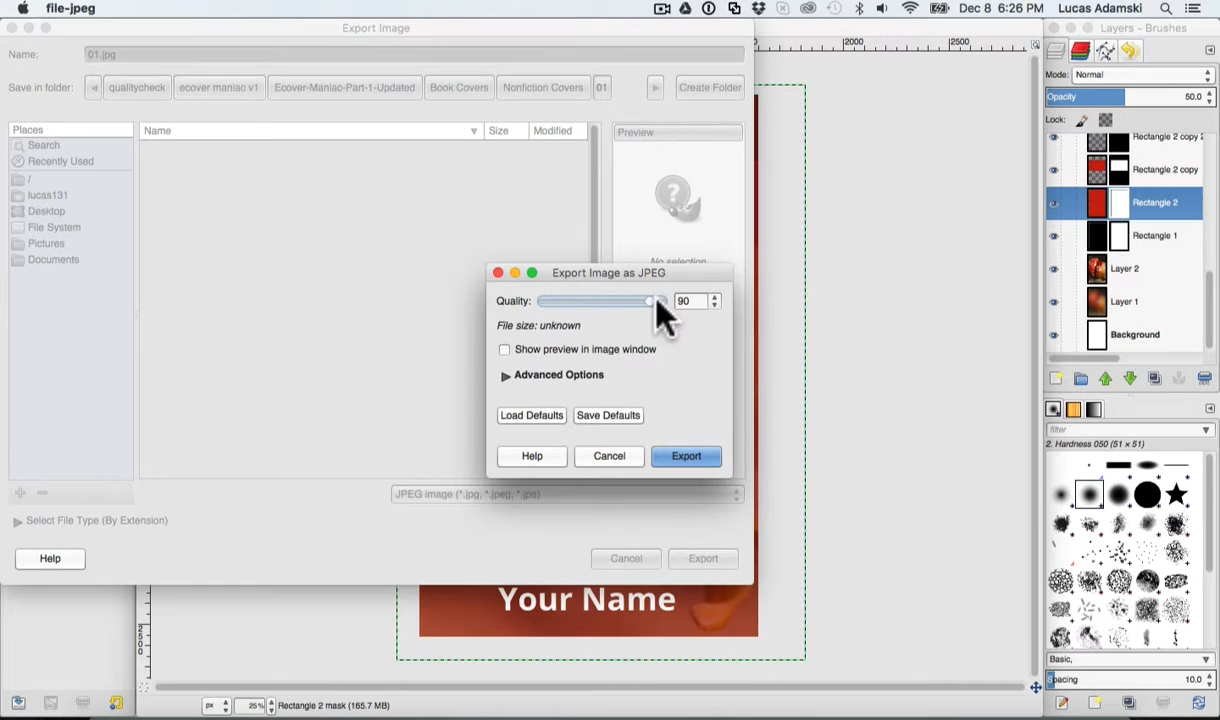 file-jpeg
Dec 8 6:26 PM Lucas Adamski
Export Image
Layers - Brushes
Name: 01.jpg
Save in folder: qualitycheck ecover maniac v1 Ecover-Maniac-Part-1-Updated Book Covers Nonfiction Covers 01 Create Folder
Places
Search
Recently Used
/
lucas131
Desktop
File System
Pictures
Documents
Name Size Modified
Preview
No selection
Export Image as JPEG
Quality: 90
File size: unknown
Show preview in image window
Advanced Options
Load Defaults Save Defaults
Help Cancel Export
JPEG image (*.jpg, *.jpeg, *.jpe)
Select File Type (By Extension)
Help Cancel Export
2000 2500
2500
Your Name
px 25% Rectangle 2 mask (165.7 MB)
Mode: Normal
Opacity 50.0
Lock:
Rectangle 2 copy 2
Rectangle 2 copy
Rectangle 2
Rectangle 1
Layer 2
Layer 1
Background
filter
2. Hardness 050 (51 × 51)
Basic,
Spacing 10.0